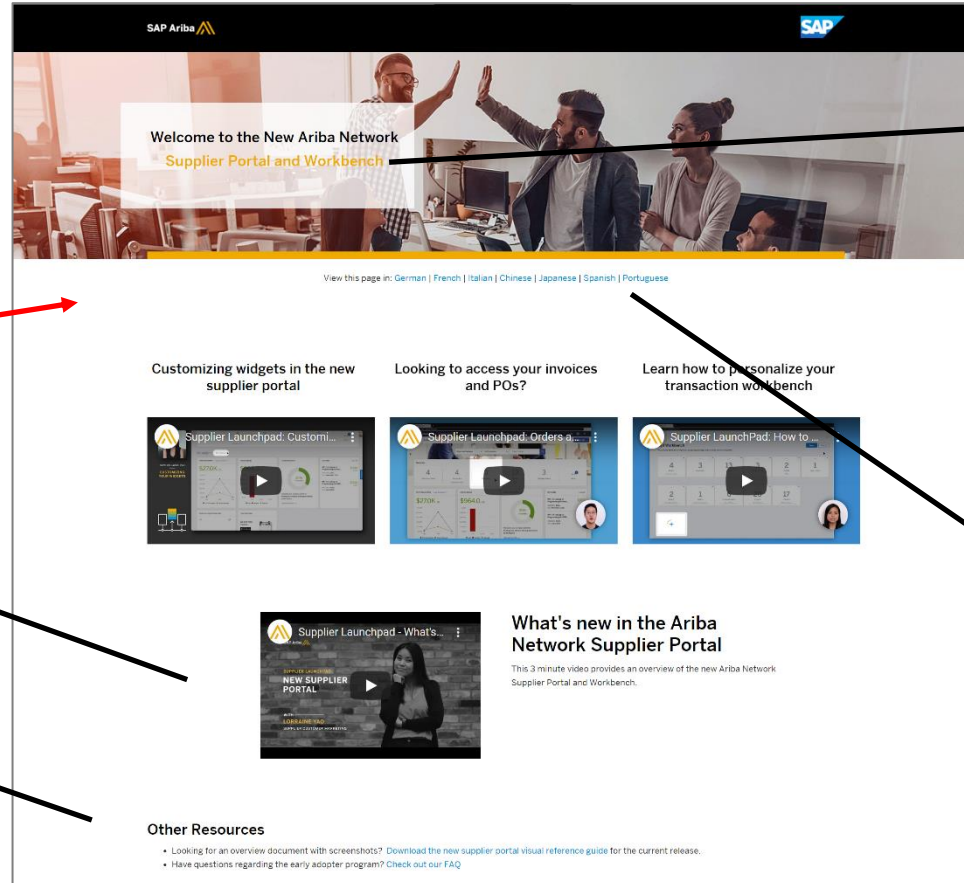 SAP Ariba
SAP
Welcome to the New Ariba Network
Supplier Portal and Workbench
View this page in: German | French | Italian | Chinese | Japanese | Spanish | Portuguese
Customizing widgets in the new
supplier portal
Looking to access your invoices
and POs?
Learn how to personalize your
transaction workbench
Supplier Launchpad: Customi...
Supplier Launchpad: Orders a...
Supplier LaunchPad: How to ...
Supplier Launchpad - What's...
NEW SUPPLIER
PORTAL
LORRAINE YAO
What's new in the Ariba
Network Supplier Portal
This 3 minute video provides an overview of the new Ariba Network
Supplier Portal and Workbench.
Other Resources
• Looking for an overview document with screenshots? Download the new supplier portal visual reference guide for the current release.
• Have questions regarding the early adopter program? Check out our FAQ